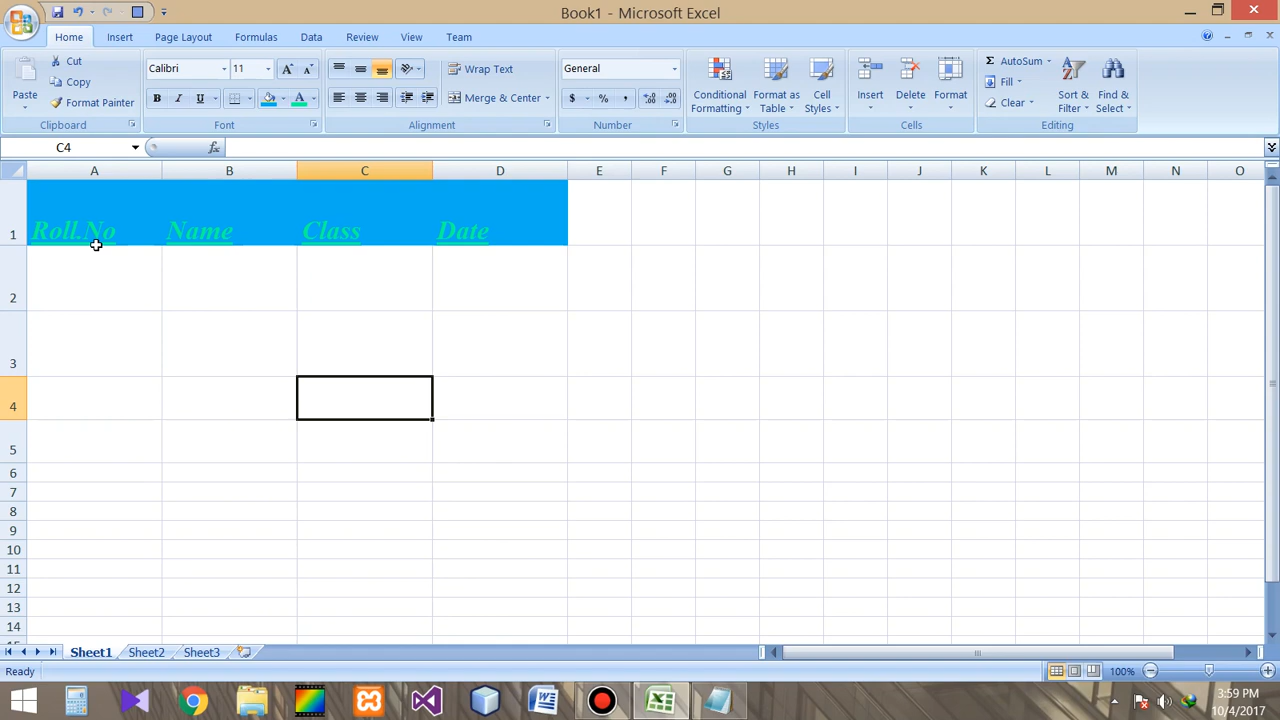 Book1 - Microsoft Excel
Home Insert Page Layout Formulas Data Review View Team
Paste Cut Calibri 11 Wrap Text General Conditional Formatting Format as Table Cell Styles Insert Delete Format AutoSum Sort & Filter Find & Select
Copy Fill
Format Painter B I U A Merge & Center $ % , Clear
Clipboard Font Alignment Number Styles Cells Editing
C4 fx
A B C D E F G H I J K L M N O
1 Roll.No Name Class Date
2
3
4
5
6
7
8
9
10
11
12
13
14
15
Sheet1 Sheet2 Sheet3
Ready 100%
3:59 PM
10/4/2017